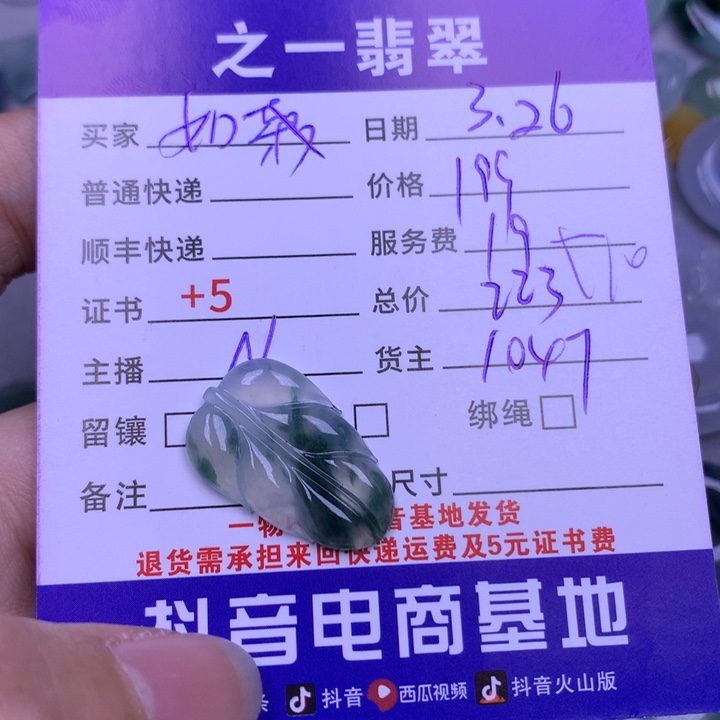 之一翡翠
买家 日期 3.26
普通快递 价格 199
顺丰快递 服务费 19
证书 +5 总价 223
主播 货主 1047
留镶 绑绳
备注 尺寸
一物 音基地发货
退货需承担来回快递运费及5元证书费
抖音电商基地
条 抖音 西瓜视频 抖音火山版